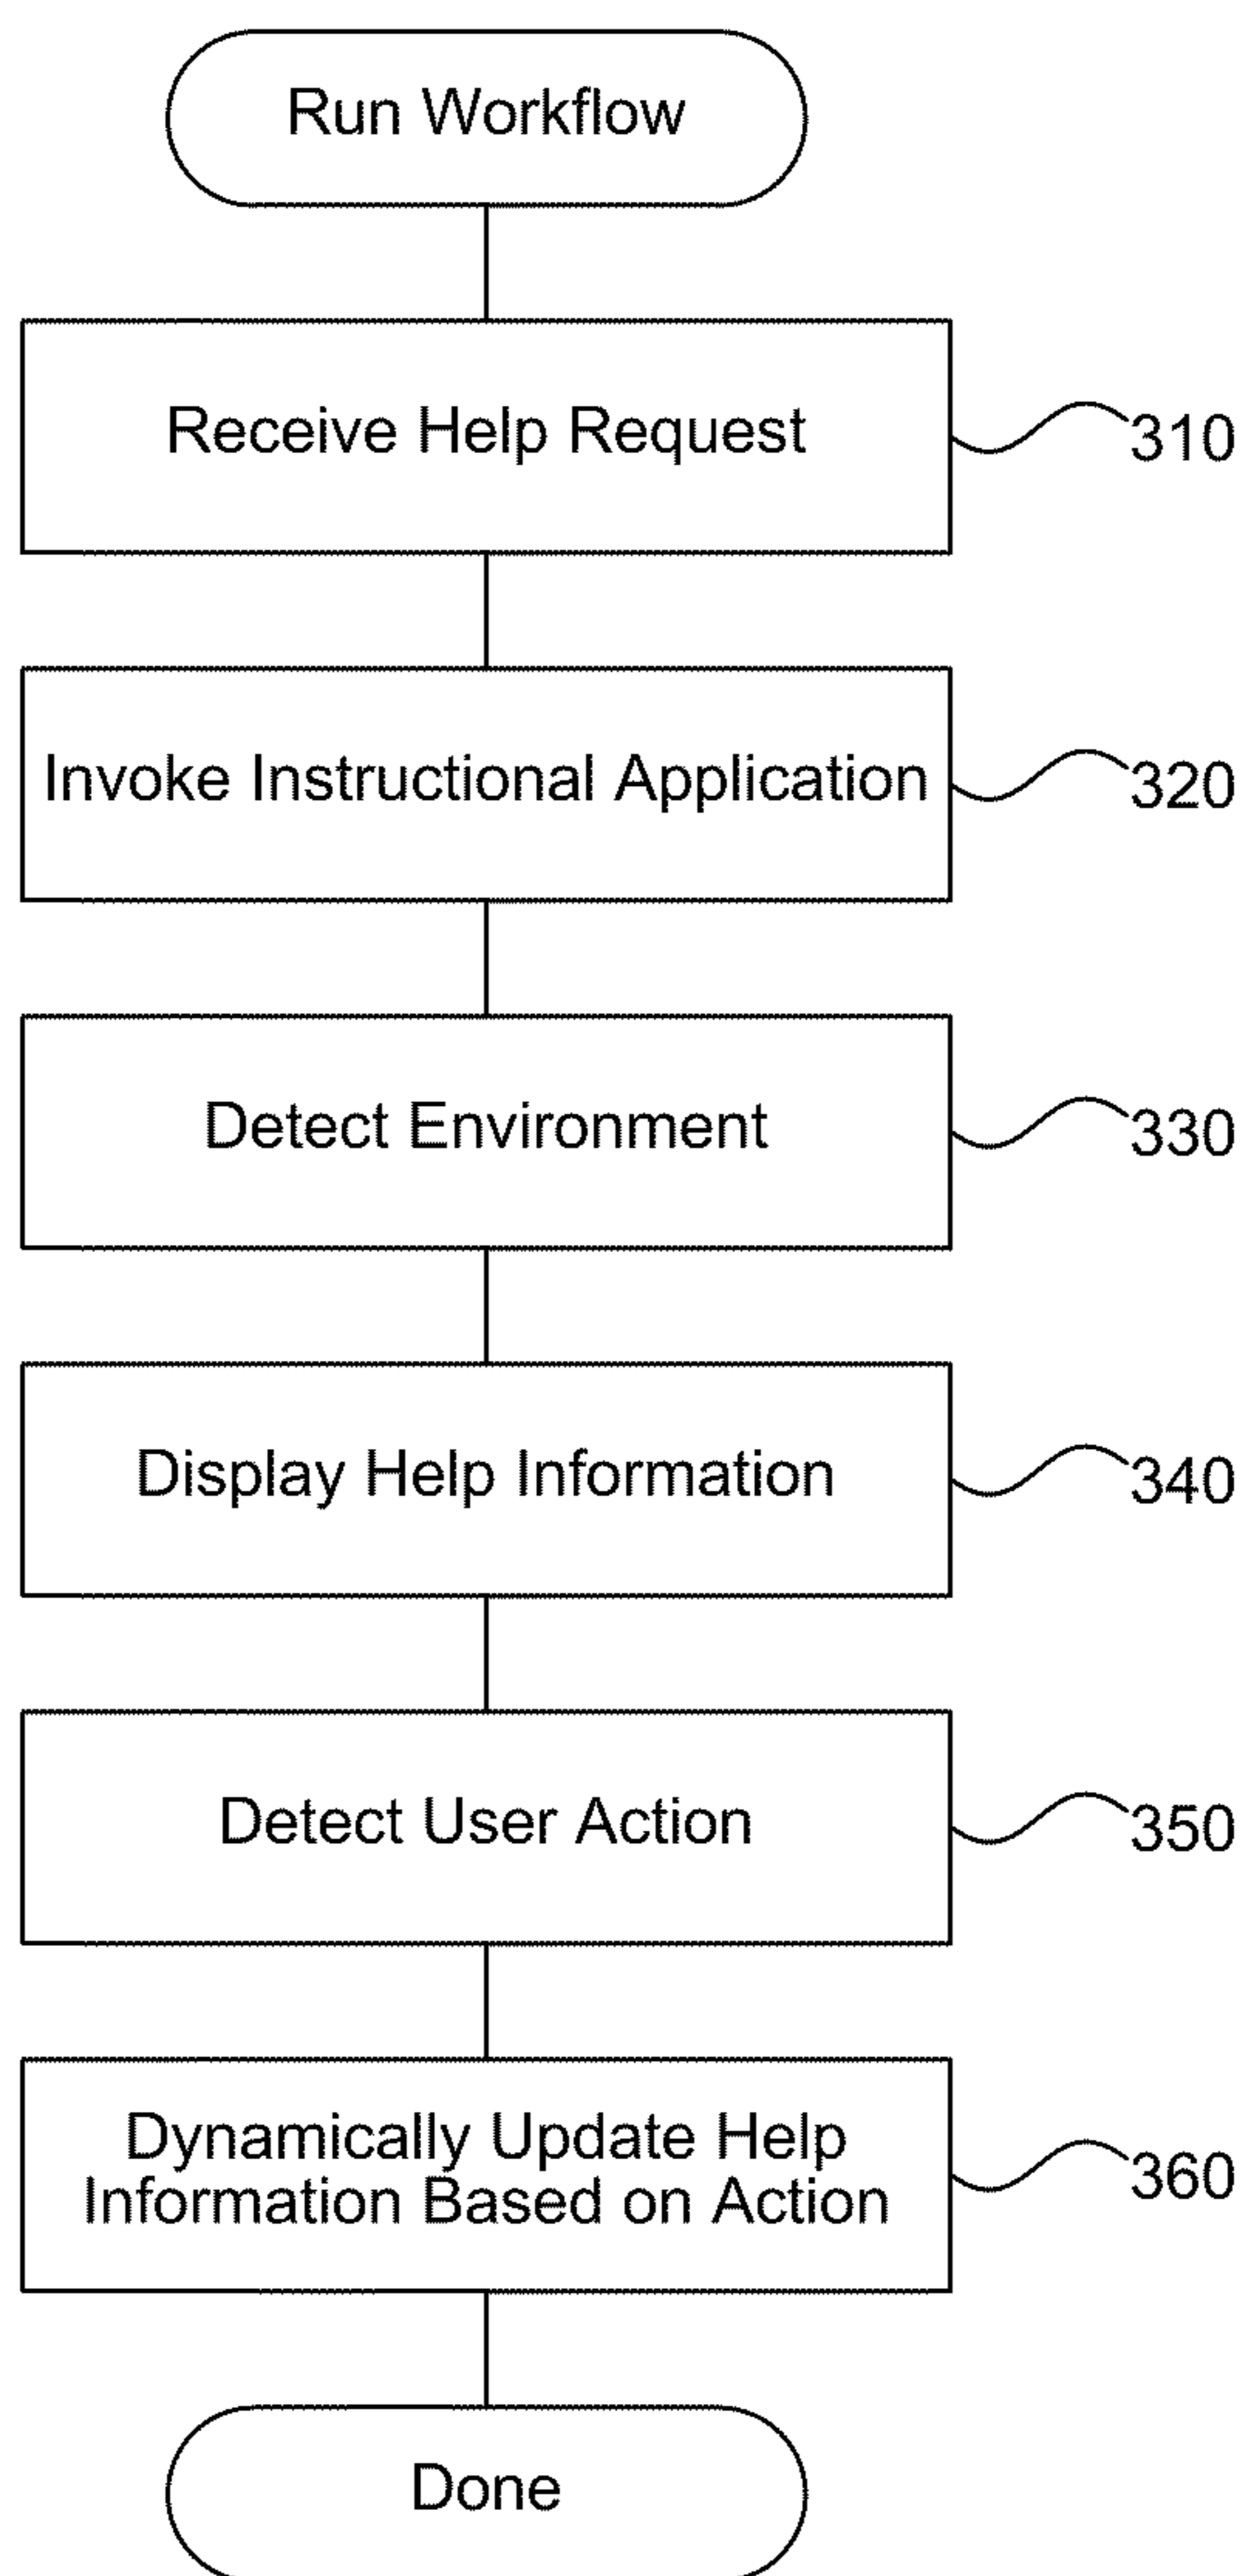 Run Workflow
Receive Help Request
310
Invoke Instructional Application
320
Detect Environment
330
Display Help Information
340
Detect User Action
350
Dynamically Update Help
Information Based on Action
360
Done